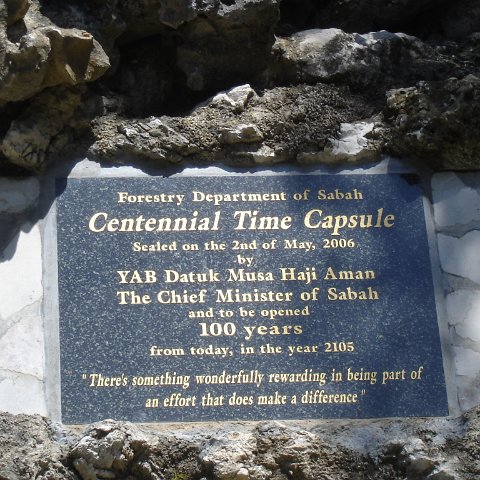 Forestry Department of Sabah
Centennial Time Capsule
Sealed on the 2nd of May, 2006
by
YAB Datuk Musa Haji Aman
The Chief Minister of Sabah
and to be opened
100 years
from today, in the year 2105
"There's something wonderfully rewarding in being part of
an effort that does make a difference"